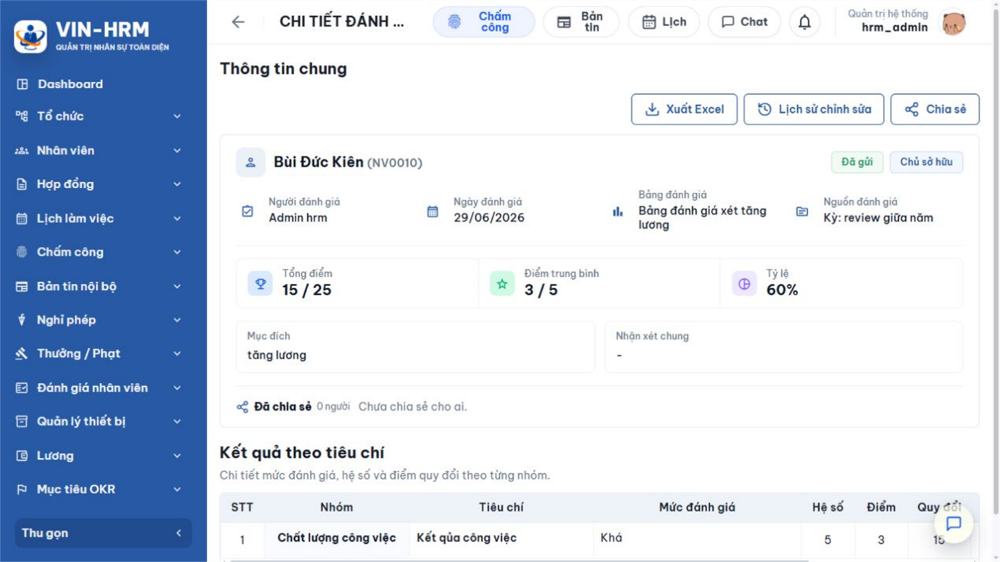 VIN-HRM
QUẢN TRỊ NHÂN SỰ TOÀN DIỆN
Dashboard
Tổ chức
Nhân viên
Hợp đồng
Lịch làm việc
Chấm công
Bản tin nội bộ
Nghỉ phép
Thưởng / Phạt
Đánh giá nhân viên
Quản lý thiết bị
Lương
Mục tiêu OKR
Thu gọn
CHI TIẾT ĐÁNH ...
Chấm
công
Bản
tin
Lịch
Chat
Quản trị hệ thống
hrm_admin
Thông tin chung
Xuất Excel
Lịch sử chỉnh sửa
Chia sẻ
Bùi Đức Kiên (NV0010)
Đã gửi
Chủ sở hữu
Người đánh giá
Admin hrm
Ngày đánh giá
29/06/2026
Bảng đánh giá
Bảng đánh giá xét tăng
lương
Nguồn đánh giá
Kỳ: review giữa năm
Tổng điểm
15 / 25
Điểm trung bình
3 / 5
Tỷ lệ
60%
Mục đích
tăng lương
Nhận xét chung
-
Đã chia sẻ 0 người Chưa chia sẻ cho ai.
Kết quả theo tiêu chí
Chi tiết mức đánh giá, hệ số và điểm quy đổi theo từng nhóm.
STT Nhóm Tiêu chí Mức đánh giá Hệ số Điểm Quy đổi
1 Chất lượng công việc Kết qủa công việc Khá 5 3 15